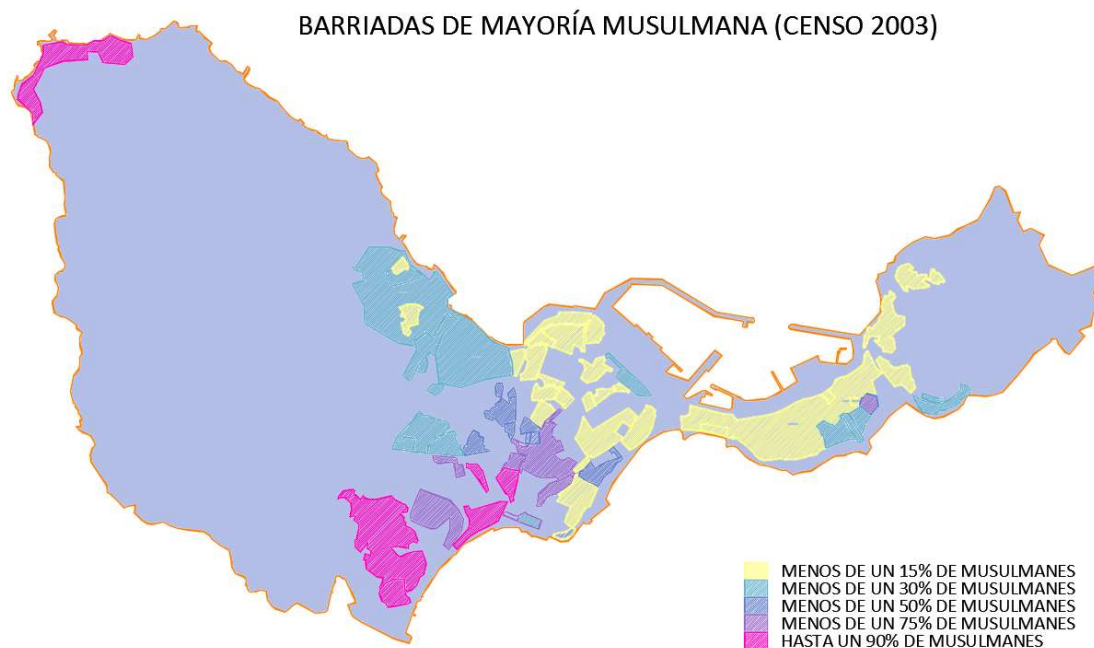 BARRIADAS DE MAYORÍA MUSULMANA (CENSO 2003)
MENOS DE UN 15% DE MUSULMANES
MENOS DE UN 30% DE MUSULMANES
MENOS DE UN 50% DE MUSULMANES
MENOS DE UN 75% DE MUSULMANES
HASTA UN 90% DE MUSULMANES